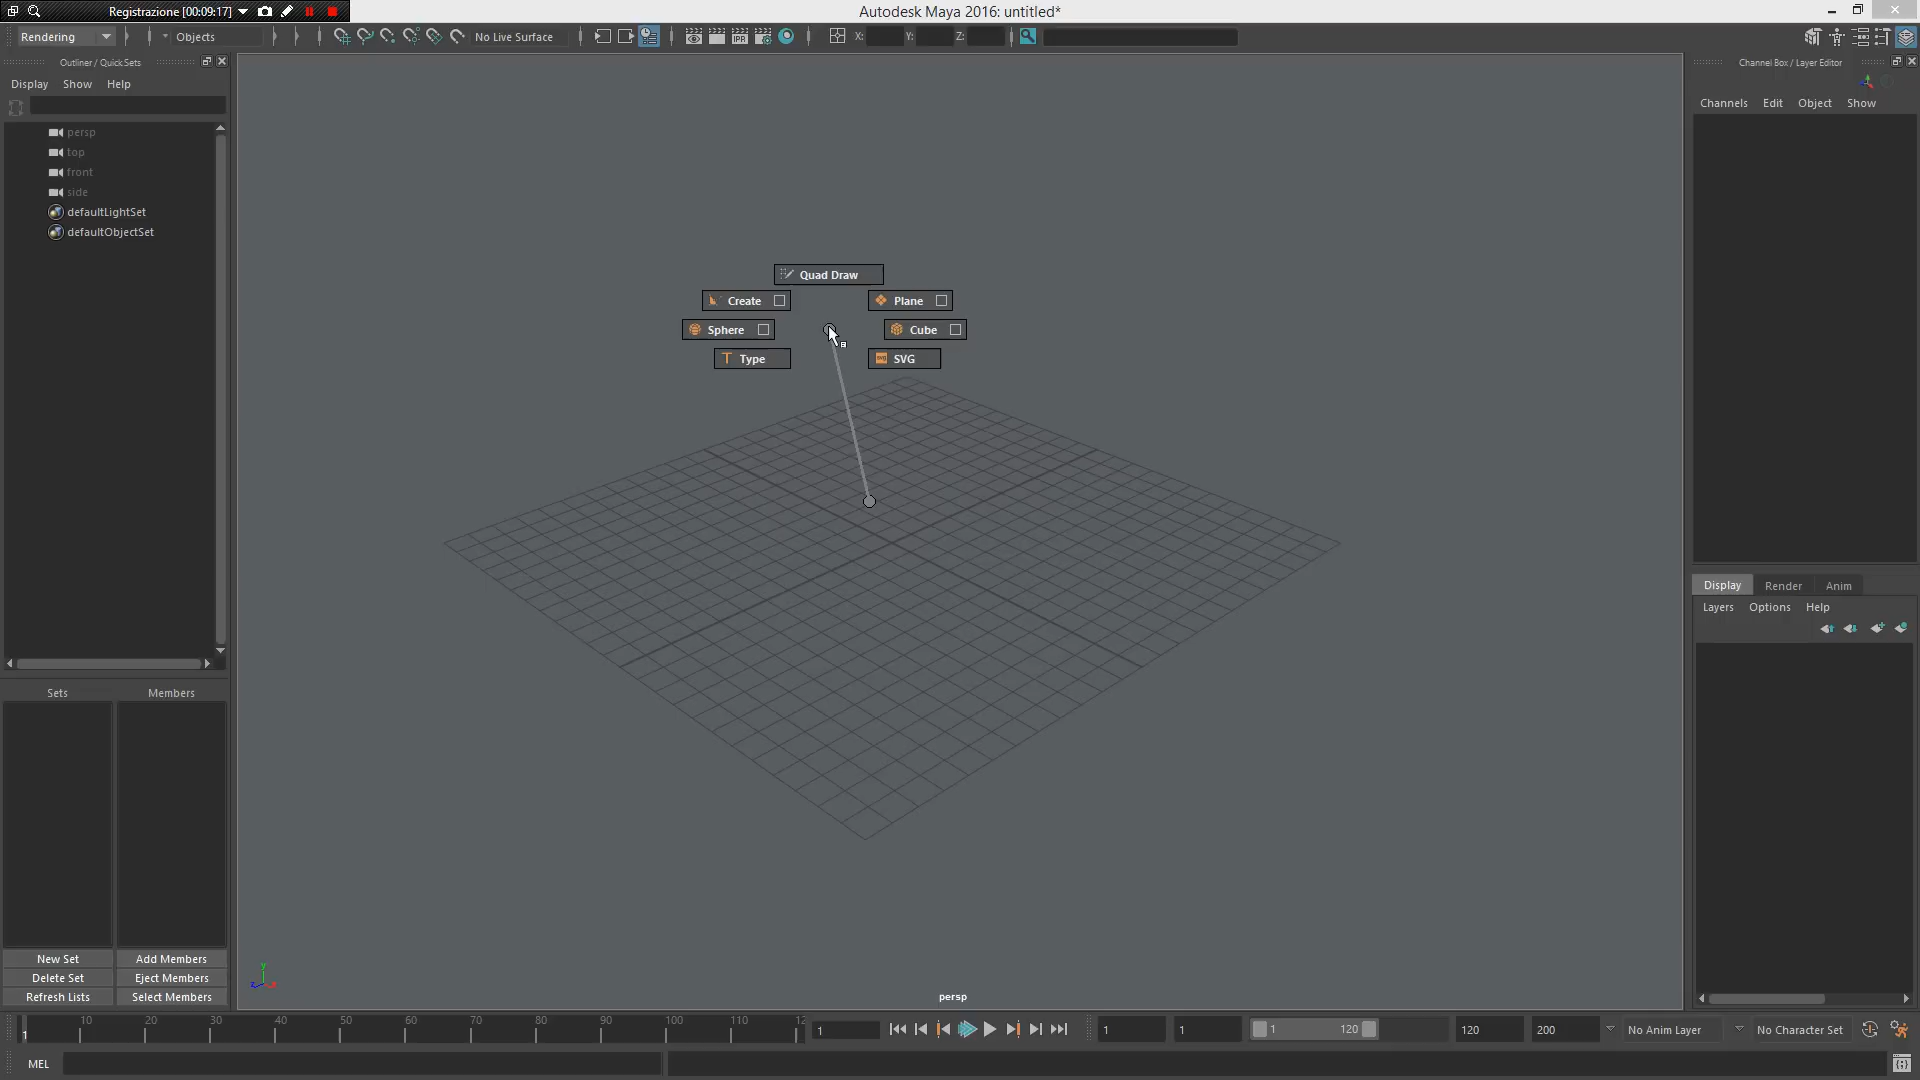 Registrazione [00:09:17]
Autodesk Maya 2016: untitled*
Rendering
Objects
No Live Surface
X:
Y:
Z:
Outliner / Quick Sets
Display Show Help
persp
top
front
side
defaultLightSet
defaultObjectSet
Sets Members
New Set Add Members
Delete Set Eject Members
Refresh Lists Select Members
Quad Draw
Create Plane
Sphere Cube
Type SVG
persp
Channel Box / Layer Editor
Channels Edit Object Show
Display Render Anim
Layers Options Help
1 10 20 30 40 50 60 70 80 90 100 110 12
1
1 1 1 120 120 200
No Anim Layer
No Character Set
MEL